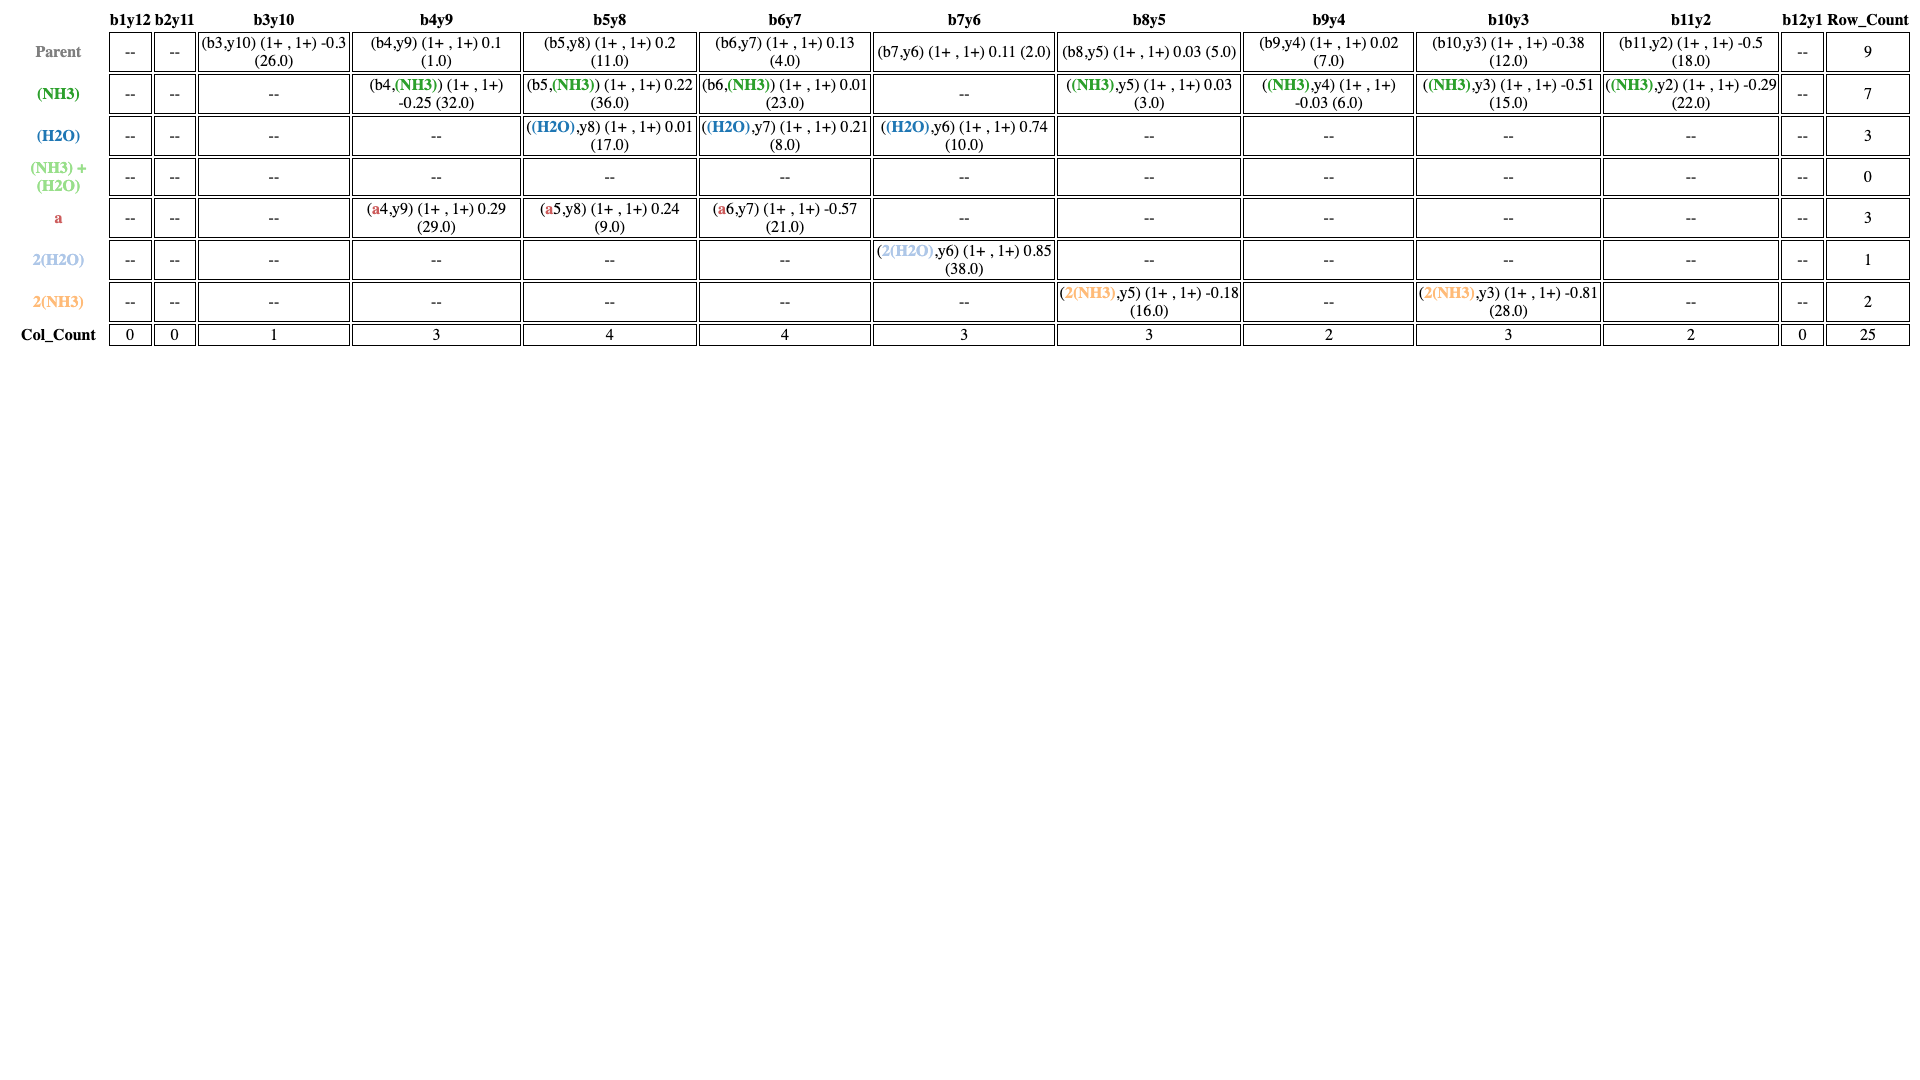 b1y12 b2y11 b3y10 b4y9 b5y8 b6y7 b7y6 b8y5 b9y4 b10y3 b11y2 b12y1 Row_Count
Parent -- -- (b3,y10) (1+ , 1+) -0.3 (26.0) (b4,y9) (1+ , 1+) 0.1 (1.0) (b5,y8) (1+ , 1+) 0.2 (11.0) (b6,y7) (1+ , 1+) 0.13 (4.0) (b7,y6) (1+ , 1+) 0.11 (2.0) (b8,y5) (1+ , 1+) 0.03 (5.0) (b9,y4) (1+ , 1+) 0.02 (7.0) (b10,y3) (1+ , 1+) -0.38 (12.0) (b11,y2) (1+ , 1+) -0.5 (18.0) -- 9
(NH3) -- -- -- (b4,(NH3)) (1+ , 1+) -0.25 (32.0) (b5,(NH3)) (1+ , 1+) 0.22 (36.0) (b6,(NH3)) (1+ , 1+) 0.01 (23.0) -- ((NH3),y5) (1+ , 1+) 0.03 (3.0) ((NH3),y4) (1+ , 1+) -0.03 (6.0) ((NH3),y3) (1+ , 1+) -0.51 (15.0) ((NH3),y2) (1+ , 1+) -0.29 (22.0) -- 7
(H2O) -- -- -- -- ((H2O),y8) (1+ , 1+) 0.01 (17.0) ((H2O),y7) (1+ , 1+) 0.21 (8.0) ((H2O),y6) (1+ , 1+) 0.74 (10.0) -- -- -- -- -- 3
(NH3) + (H2O) -- -- -- -- -- -- -- -- -- -- -- -- 0
a -- -- -- (a4,y9) (1+ , 1+) 0.29 (29.0) (a5,y8) (1+ , 1+) 0.24 (9.0) (a6,y7) (1+ , 1+) -0.57 (21.0) -- -- -- -- -- -- 3
2(H2O) -- -- -- -- -- -- (2(H2O),y6) (1+ , 1+) 0.85 (38.0) -- -- -- -- -- 1
2(NH3) -- -- -- -- -- -- -- (2(NH3),y5) (1+ , 1+) -0.18 (16.0) -- (2(NH3),y3) (1+ , 1+) -0.81 (28.0) -- -- 2
Col_Count 0 0 1 3 4 4 3 3 2 3 2 0 25